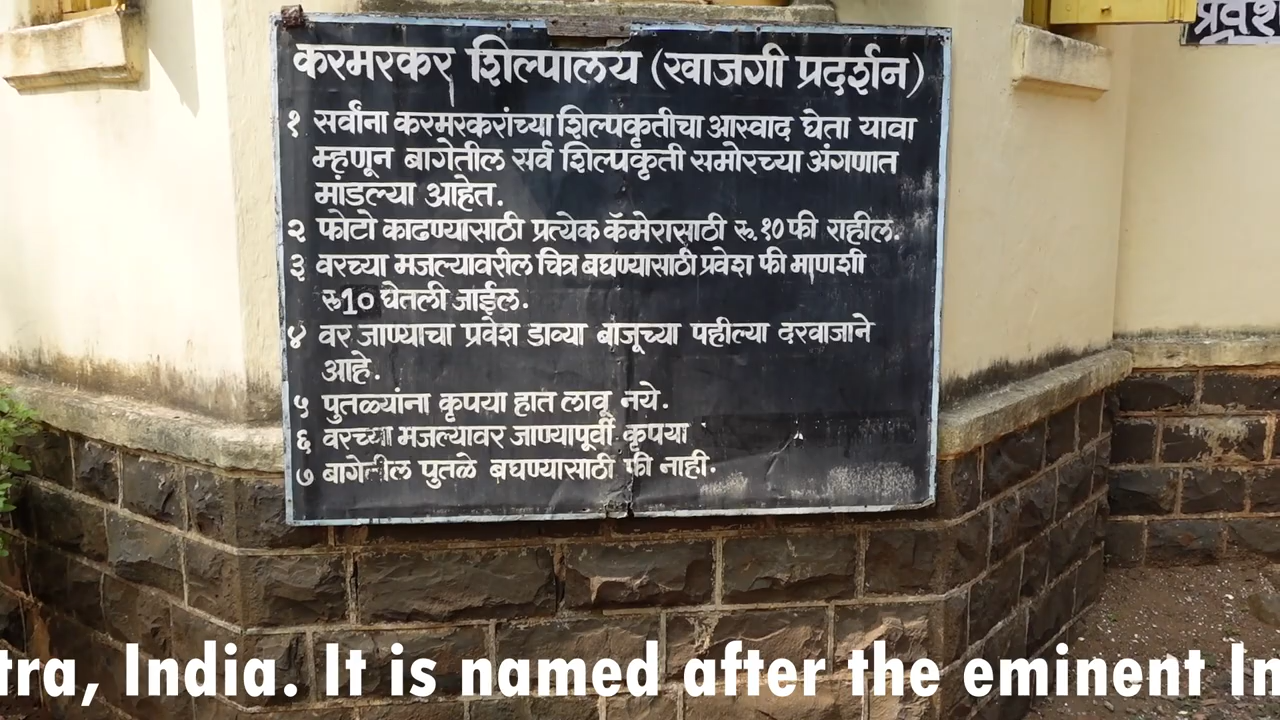 करमरकर शिल्पालय (खाजगी प्रदर्शन)
१ सर्वांना करमरकरांच्या शिल्पकृतीचा आस्वाद घेता यावा
म्हणून बागेतील सर्व शिल्पकृती समोरच्या अंगणात
मांडल्या आहेत.
२ फोटो काढण्यासाठी प्रत्येक कॅमेरासाठी रू. १० फी राहील.
३ वरच्या मजल्यावरील चित्र बघण्यासाठी प्रवेश फी माणशी
रू10 घेतली जाईल.
४ वर जाण्याचा प्रवेश डाव्या बाजूच्या पहील्या दरवाजाने
आहे.
५ पुतळ्यांना कृपया हात लावू नये.
६ वरच्या मजल्यावर जाण्यापूर्वी कृपया
७ बागेतील पुतळे बघण्यासाठी फी नाही.
प्रवेश
tra, India. It is named after the eminent In